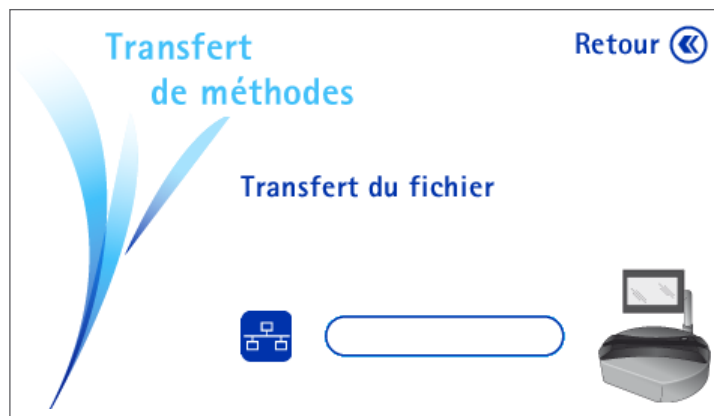 Transfert
de méthodes
Retour
Transfert du fichier